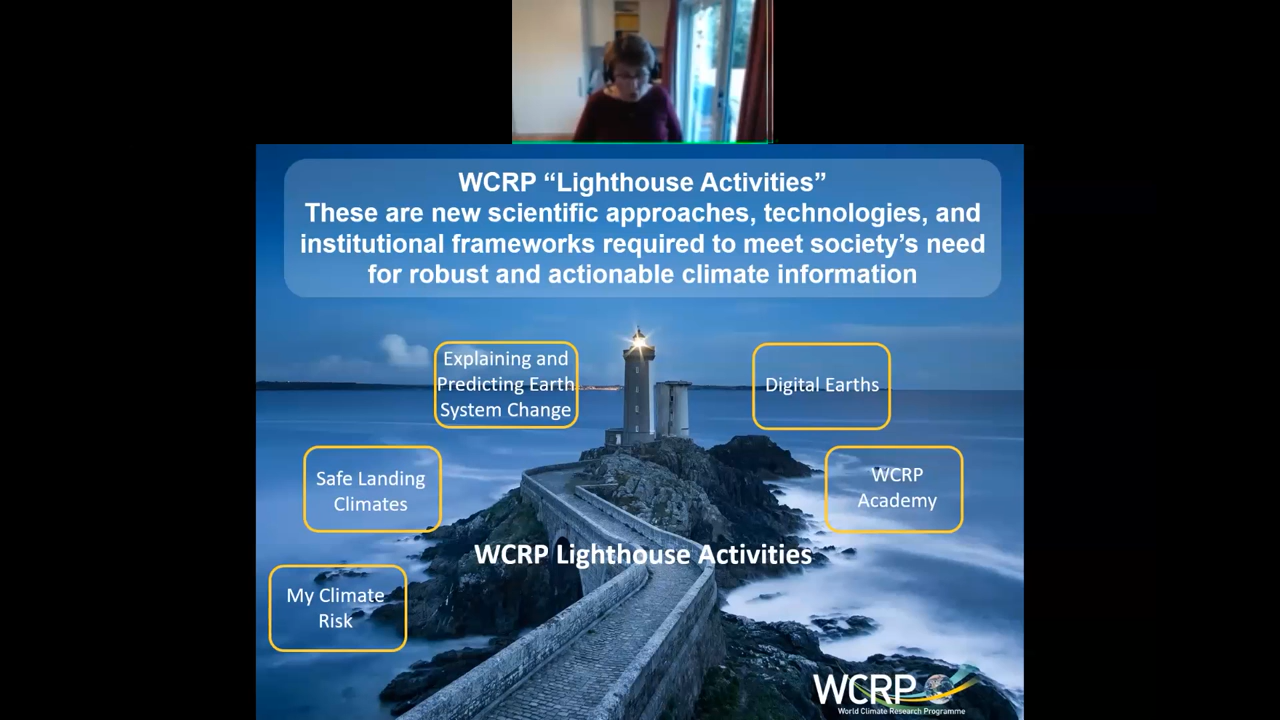 WCRP “Lighthouse Activities”
These are new scientific approaches, technologies, and
institutional frameworks required to meet society’s need
for robust and actionable climate information
Explaining and
Predicting Earth
System Change
Digital Earths
Safe Landing
Climates
WCRP
Academy
WCRP Lighthouse Activities
My Climate
Risk
WCRP
World Climate Research Programme